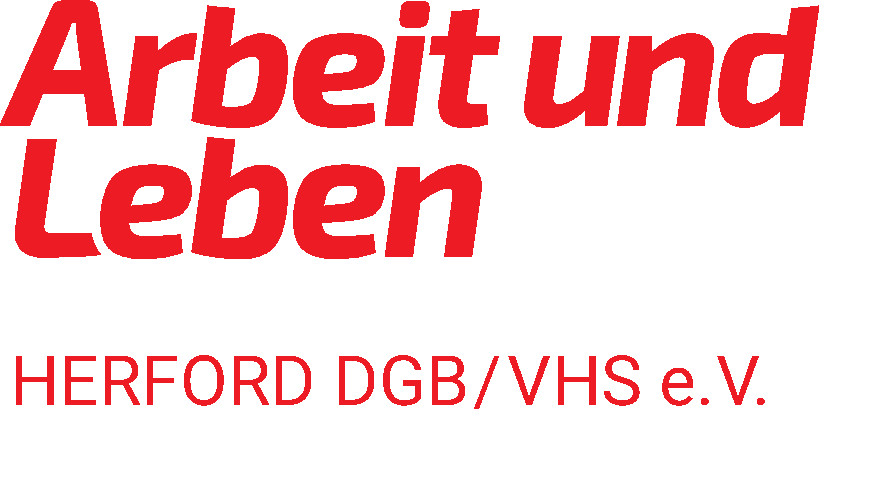 Arbeit und
Leben
HERFORD DGB/VHS e.V.